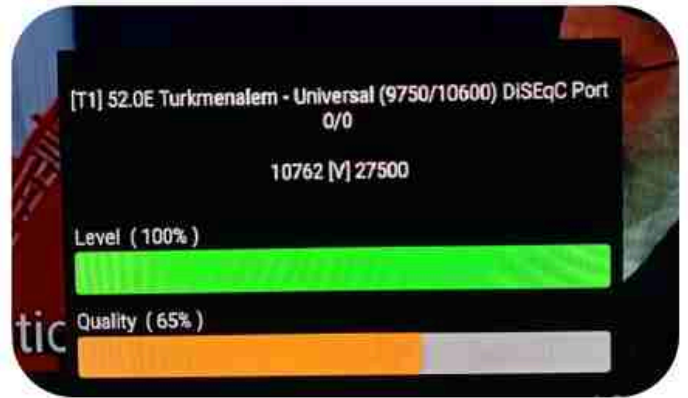 [T1] 52.0E Turkmenalem - Universal (9750/10600) DiSEqC Port
0/0
10762 [V] 27500
Level ( 100% )
Quality ( 65% )
tic